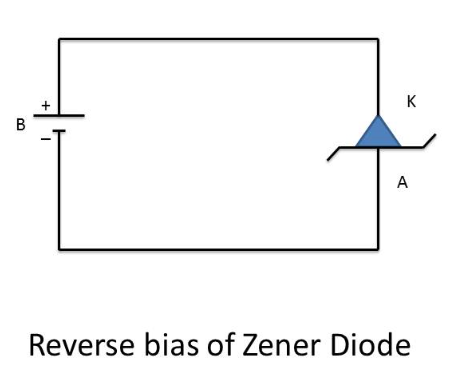 +
B
–
K
A
Reverse bias of Zener Diode